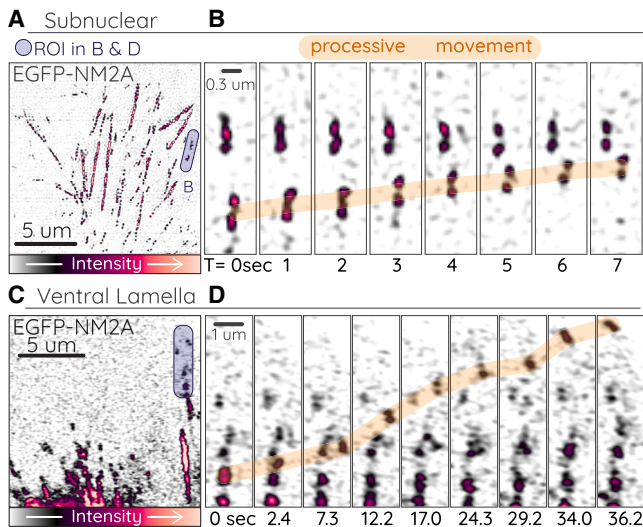 A Subnuclear
ROI in B & D
EGFP-NM2A
B
5 um
Intensity
B
processive movement
0.3 um
T= 0sec 1 2 3 4 5 6 7
C Ventral Lamella
EGFP-NM2A
5 um
Intensity
D
1 um
0 sec 2.4 7.3 12.2 17.0 24.3 29.2 34.0 36.2